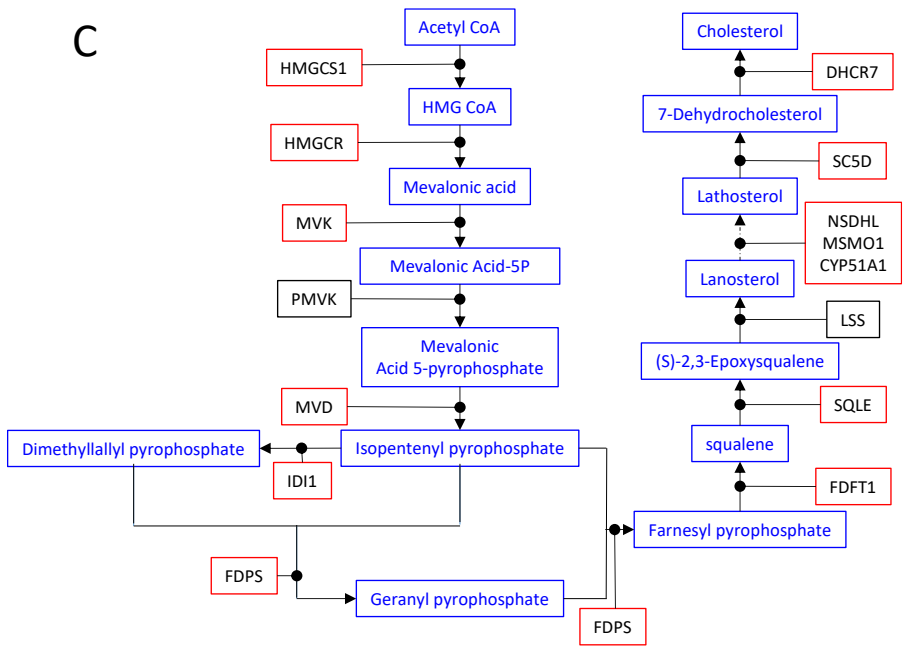 C
Acetyl CoA
HMGCS1
HMG CoA
HMGCR
Mevalonic acid
MVK
Mevalonic Acid-5P
PMVK
Mevalonic
Acid 5-pyrophosphate
MVD
Dimethyllallyl pyrophosphate
Isopentenyl pyrophosphate
IDI1
FDPS
Geranyl pyrophosphate
FDPS
Cholesterol
DHCR7
7-Dehydrocholesterol
SC5D
Lathosterol
NSDHL
MSMO1
CYP51A1
Lanosterol
LSS
(S)-2,3-Epoxysqualene
SQLE
squalene
FDFT1
Farnesyl pyrophosphate